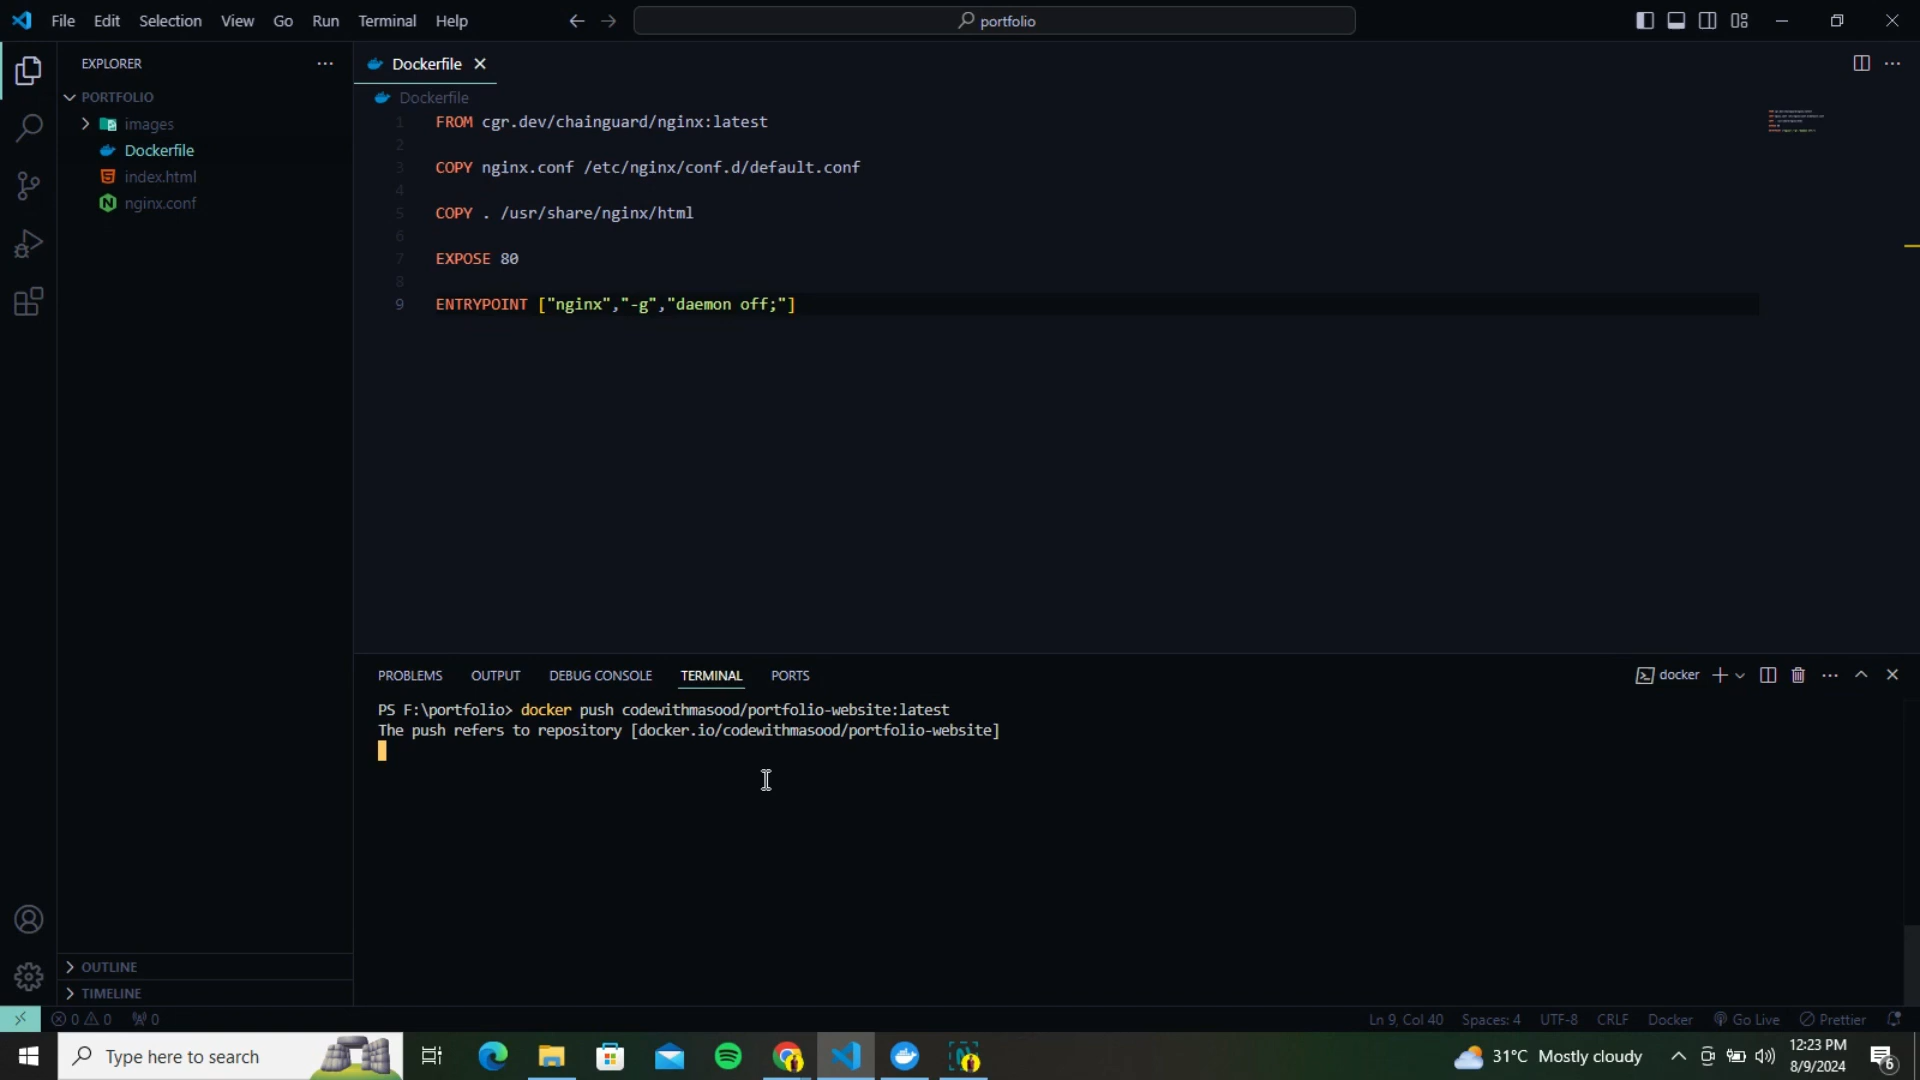 File Edit Selection View Go Run Terminal Help
portfolio
EXPLORER
PORTFOLIO
images
Dockerfile
index.html
nginx.conf
OUTLINE
TIMELINE
Dockerfile
Dockerfile
1 FROM cgr.dev/chainguard/nginx:latest
2
3 COPY nginx.conf /etc/nginx/conf.d/default.conf
4
5 COPY . /usr/share/nginx/html
6
7 EXPOSE 80
8
9 ENTRYPOINT ["nginx","-g","daemon off;"]
PROBLEMS OUTPUT DEBUG CONSOLE TERMINAL PORTS
docker
PS F:\portfolio> docker push codewithmasood/portfolio-website:latest
The push refers to repository [docker.io/codewithmasood/portfolio-website]
0 0 0
Ln 9, Col 40 Spaces: 4 UTF-8 CRLF Docker Go Live Prettier
Type here to search
31°C Mostly cloudy
12:23 PM
8/9/2024
6